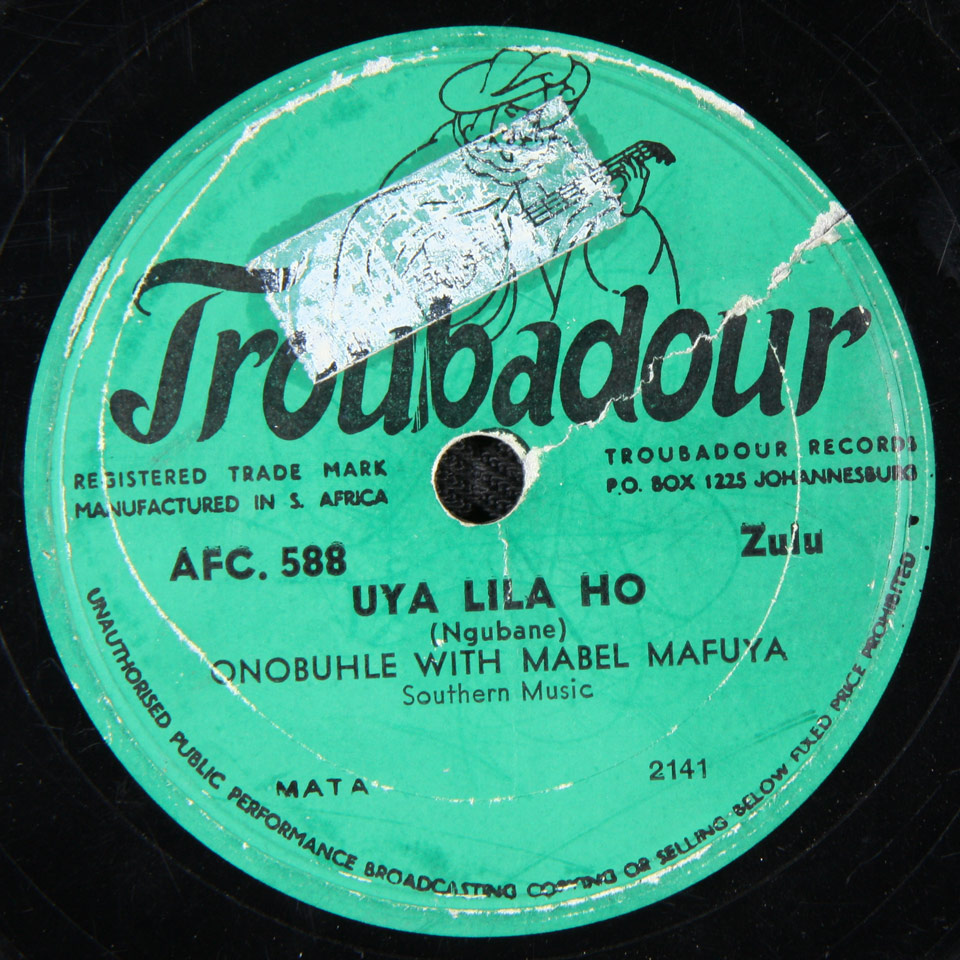 Troubadour
REGISTERED TRADE MARK
MANUFACTURED IN S. AFRICA
TROUBADOUR RECORDS
P.O. BOX 1225 JOHANNESBURG
AFC. 588
Zulu
UYA LILA HO
(Ngubane)
ONOBUHLE WITH MABEL MAFUYA
Southern Music
MATA
2141
UNAUTHORISED PUBLIC PERFORMANCE BROADCASTING COPYING OR SELLING BELOW FIXED PRICE PROHIBITED